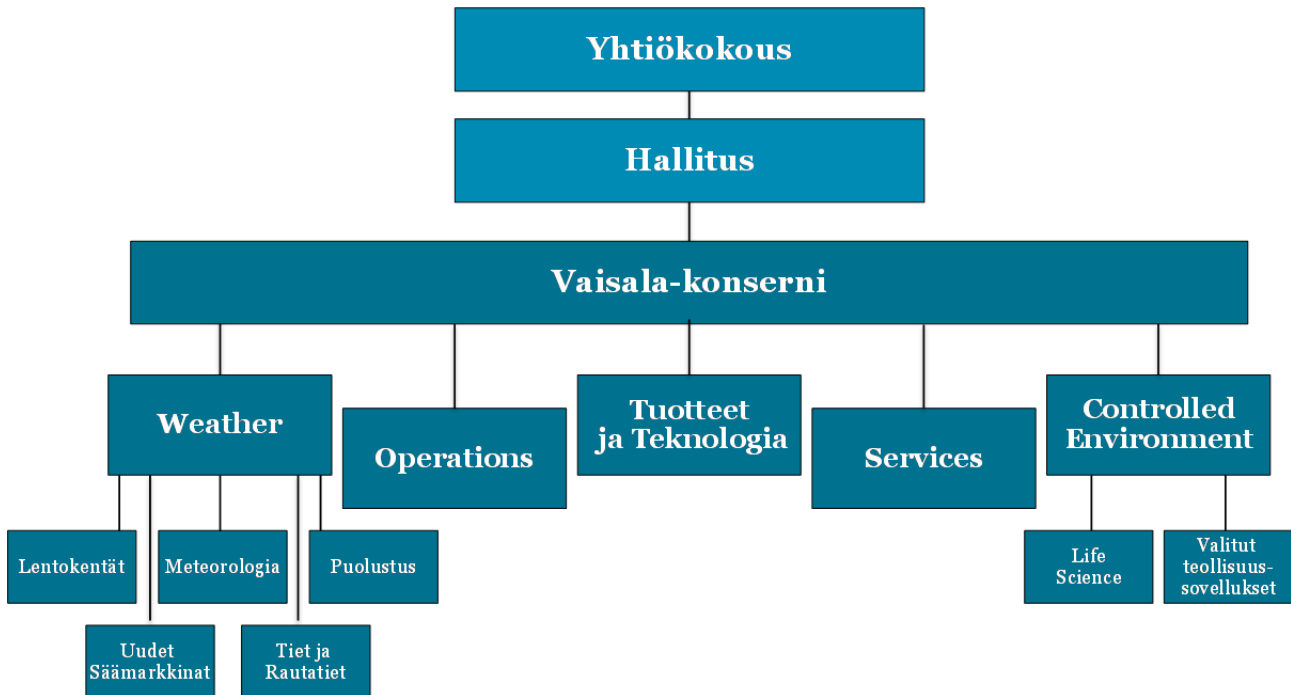 Yhtiökokous
Hallitus
Vaisala-konserni
Weather
Operations
Tuotteet
ja Teknologia
Services
Controlled
Environment
Lentokentät
Meteorologia
Puolustus
Uudet
Säämarkkinat
Tiet ja
Rautatiet
Life
Science
Valitut
teollisuus-
sovellukset